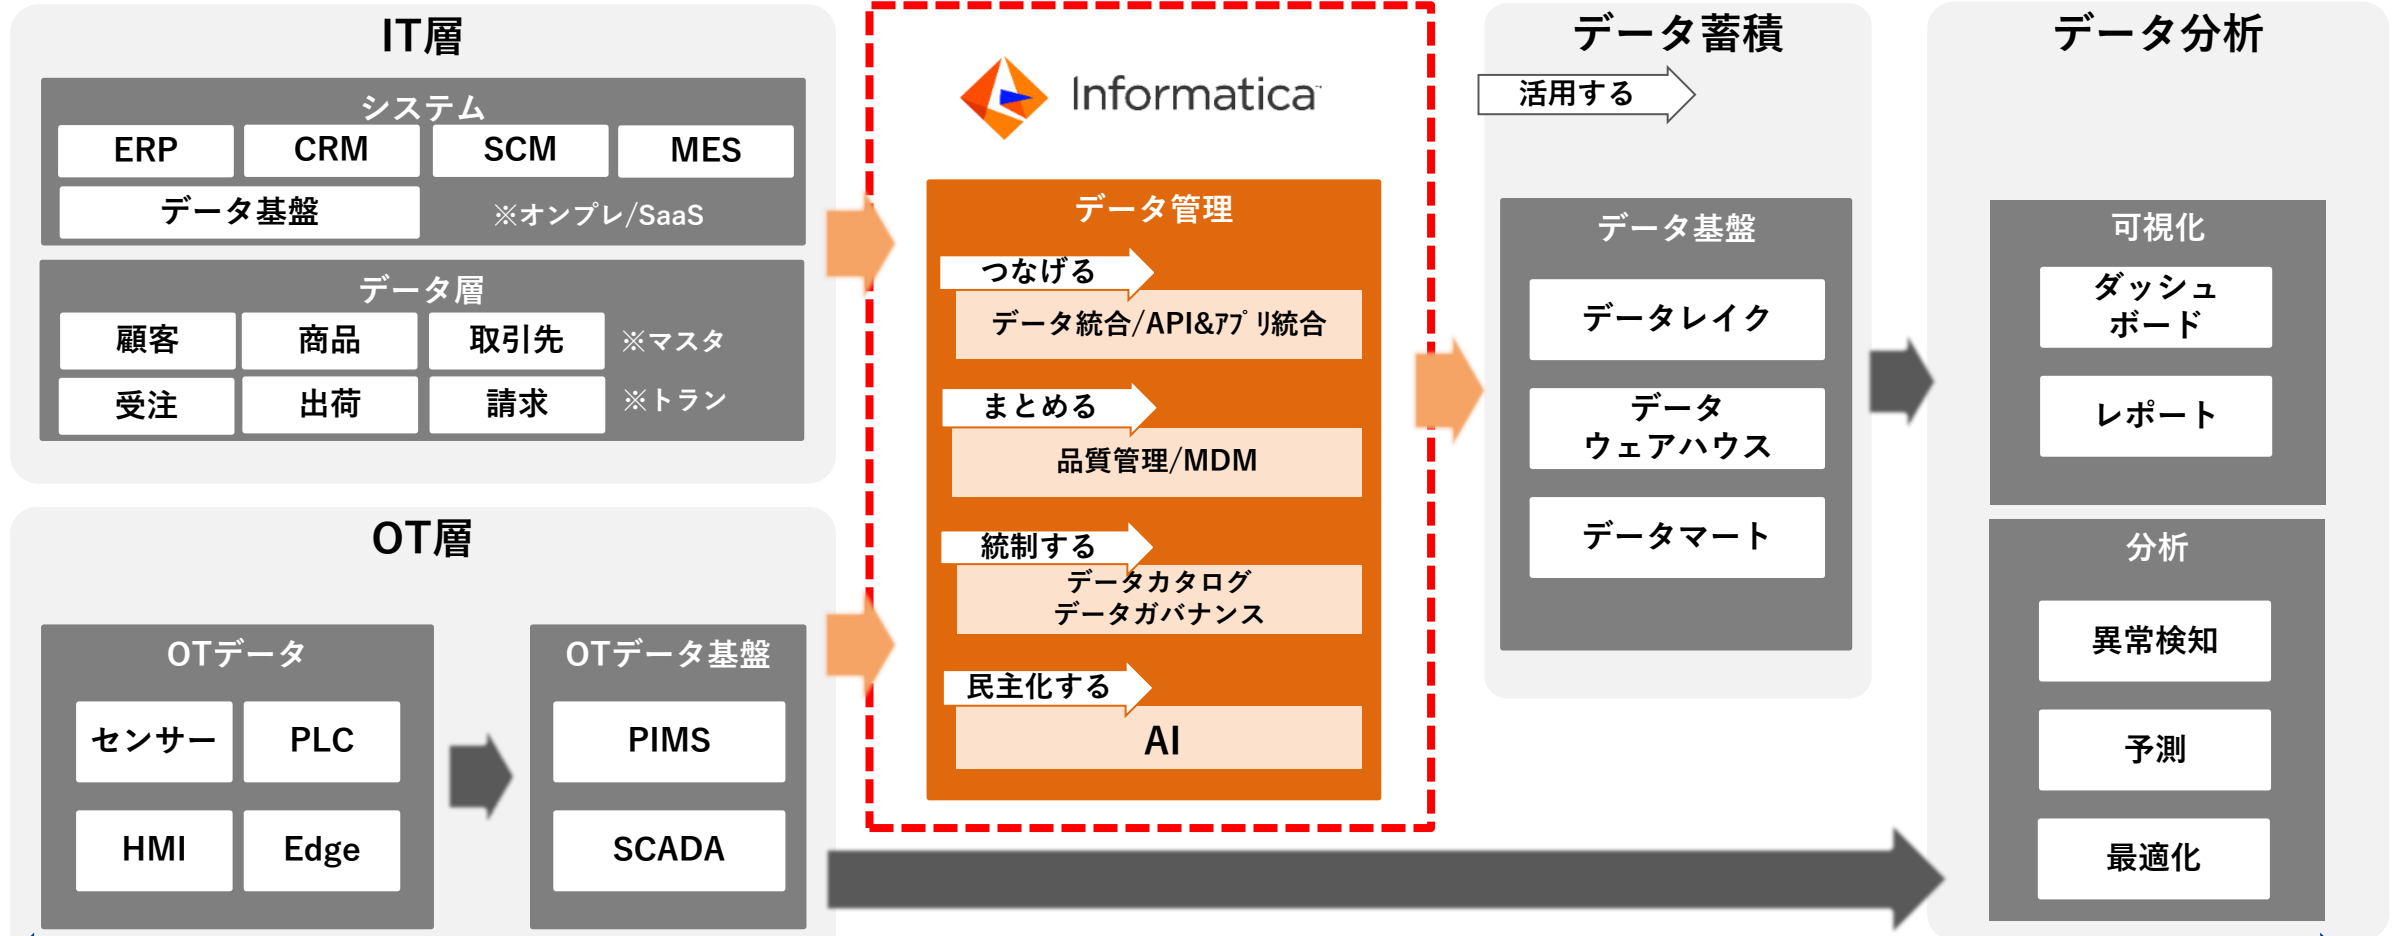 IT層
システム
ERP
CRM
SCM
MES
データ基盤
※オンプレ/SaaS
データ層
顧客
商品
取引先
※マスタ
受注
出荷
請求
※トラン
OT層
OTデータ
センサー
PLC
HMI
Edge
OTデータ基盤
PIMS
SCADA
Informatica™
データ管理
つなげる
データ統合/API&ｱﾌﾟﾘ統合
まとめる
品質管理/MDM
統制する
データカタログ
データガバナンス
民主化する
AI
データ蓄積
活用する
データ基盤
データレイク
データ
ウェアハウス
データマート
データ分析
可視化
ダッシュ
ボード
レポート
分析
異常検知
予測
最適化